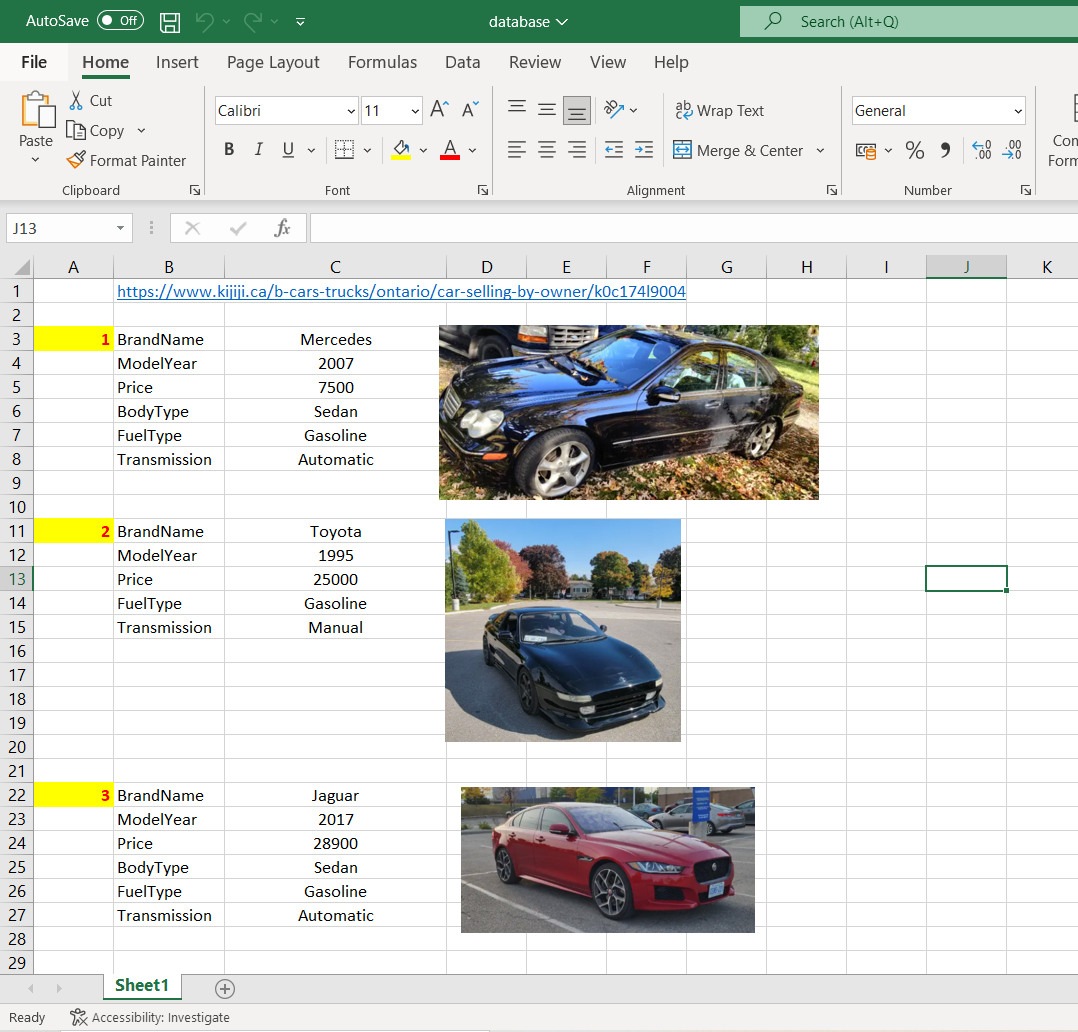 AutoSave Off database Search (Alt+Q)
File Home Insert Page Layout Formulas Data Review View Help
Paste
Cut
Copy
Format Painter
Clipboard
Calibri 11
B I U A
Font
Wrap Text
Merge & Center
Alignment
General
Number
Con
Form
J13 fx
A B C D E F G H I J K
1 https://www.kijiji.ca/b-cars-trucks/ontario/car-selling-by-owner/k0c174l9004
2
3 1 BrandName Mercedes
4 ModelYear 2007
5 Price 7500
6 BodyType Sedan
7 FuelType Gasoline
8 Transmission Automatic
9
10
11 2 BrandName Toyota
12 ModelYear 1995
13 Price 25000
14 FuelType Gasoline
15 Transmission Manual
16
17
18
19
20
21
22 3 BrandName Jaguar
23 ModelYear 2017
24 Price 28900
25 BodyType Sedan
26 FuelType Gasoline
27 Transmission Automatic
28
29
Sheet1
Ready Accessibility: Investigate